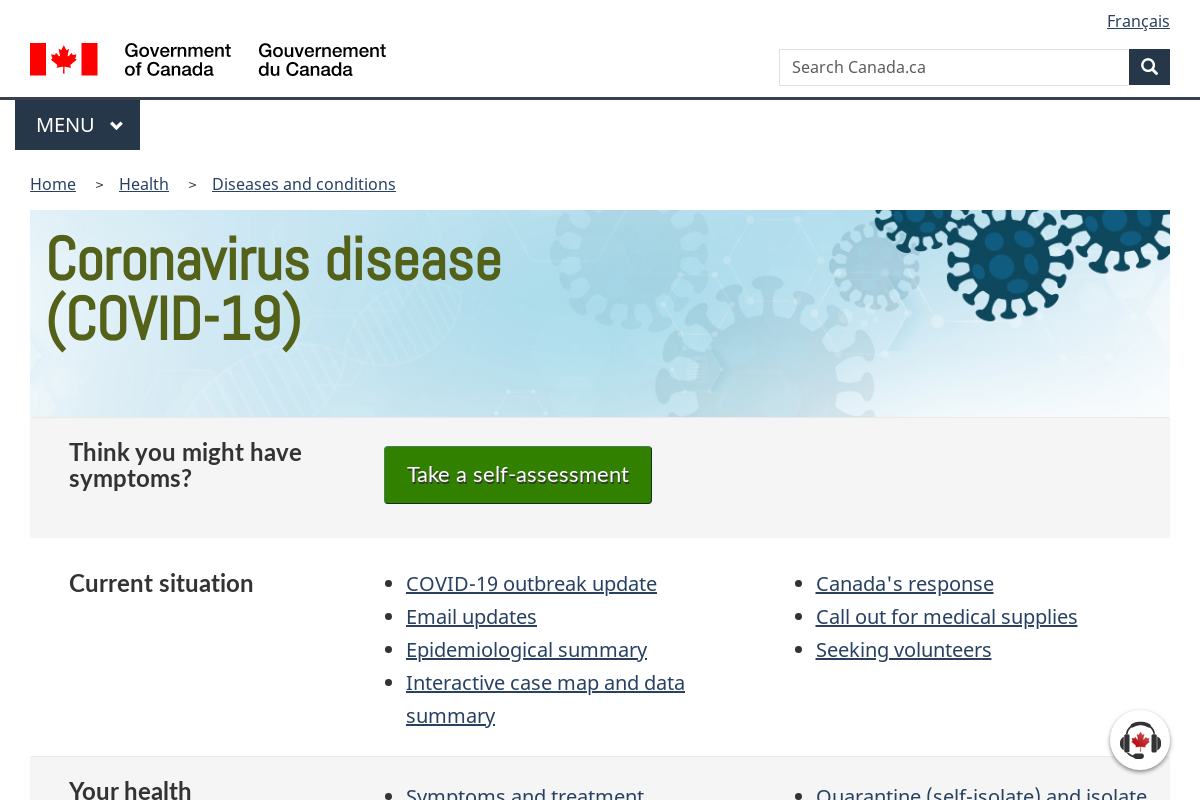 Français
Government of Canada
Gouvernement du Canada
Search Canada.ca
MENU
Home > Health > Diseases and conditions
Coronavirus disease
(COVID-19)
Think you might have
symptoms?
Take a self-assessment
Current situation
COVID-19 outbreak update
Email updates
Epidemiological summary
Interactive case map and data
summary
Canada's response
Call out for medical supplies
Seeking volunteers
Your health
Symptoms and treatment
Quarantine (self-isolate) and isolate